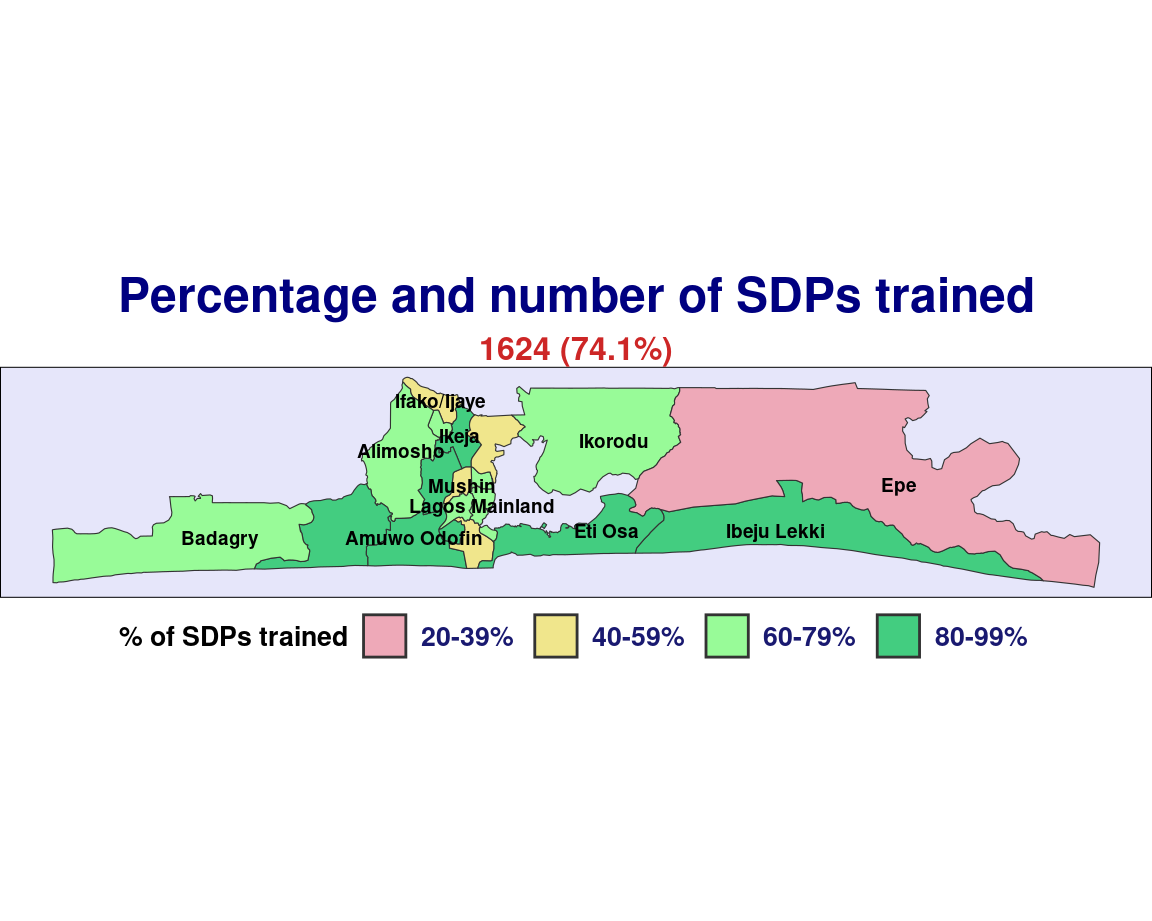 Percentage and number of SDPs trained
1624 (74.1%)
Ifako/Ijaye
Ikeja
Ikorodu
Alimosho
Mushin
Epe
Lagos Mainland
Badagry
Amuwo Odofin
Eti Osa
Ibeju Lekki
% of SDPs trained 20-39% 40-59% 60-79% 80-99%